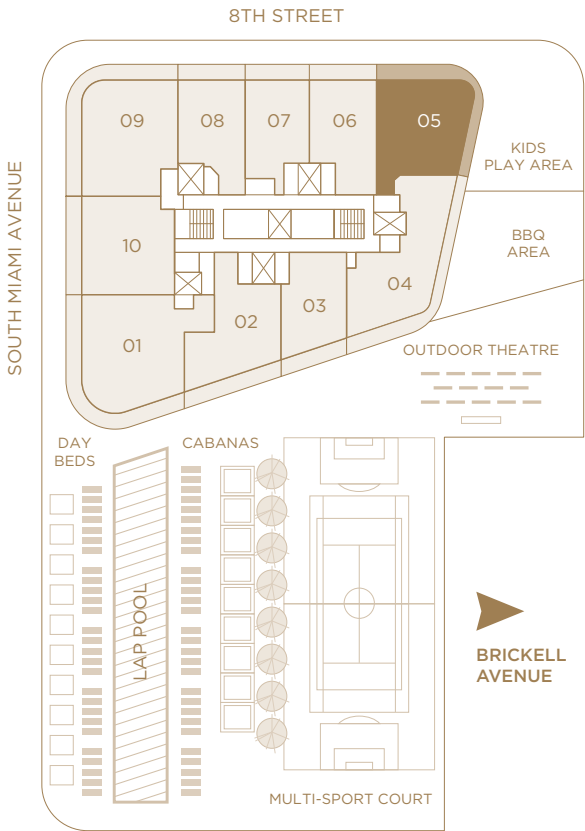 8TH STREET
09
08
07
06
05
KIDS
PLAY AREA
SOUTH MIAMI AVENUE
10
BBQ
AREA
04
03
02
01
OUTDOOR THEATRE
DAY
BEDS
CABANAS
LAP POOL
BRICKELL
AVENUE
MULTI-SPORT COURT